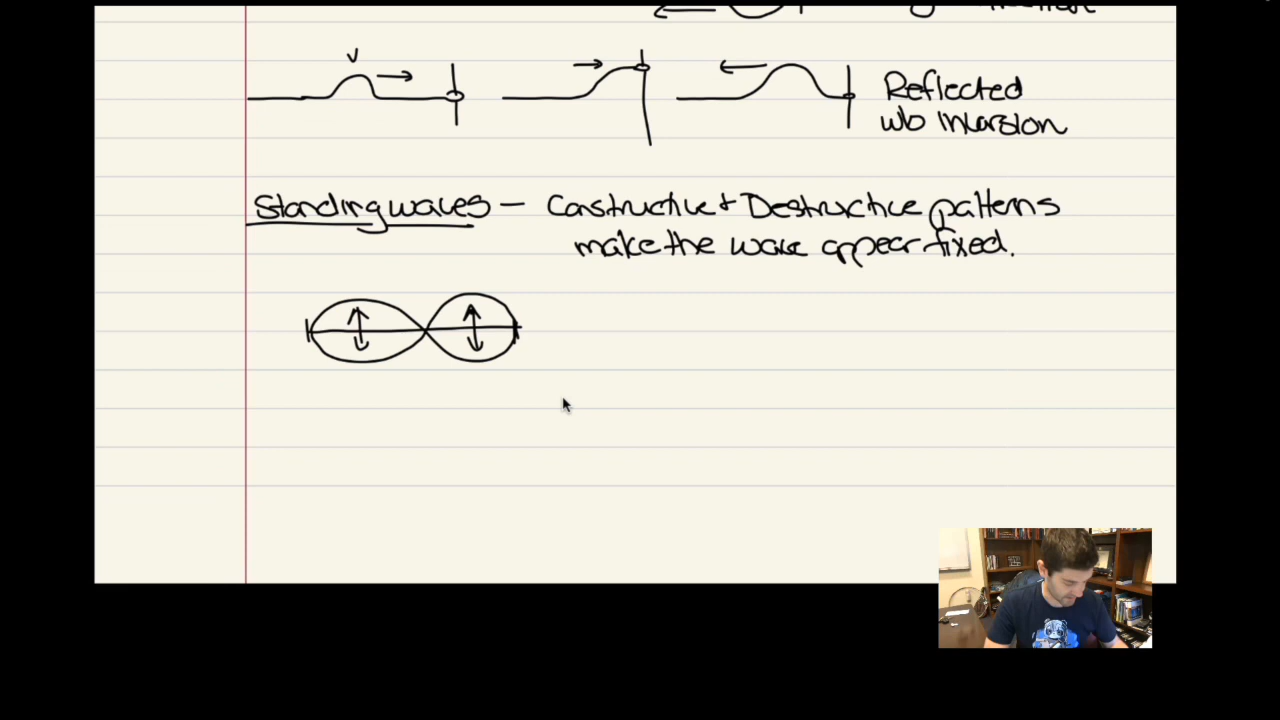 v
Reflected
w/o Inversion
Standing waves - Constructive + Destructive patterns
make the wave appear fixed.